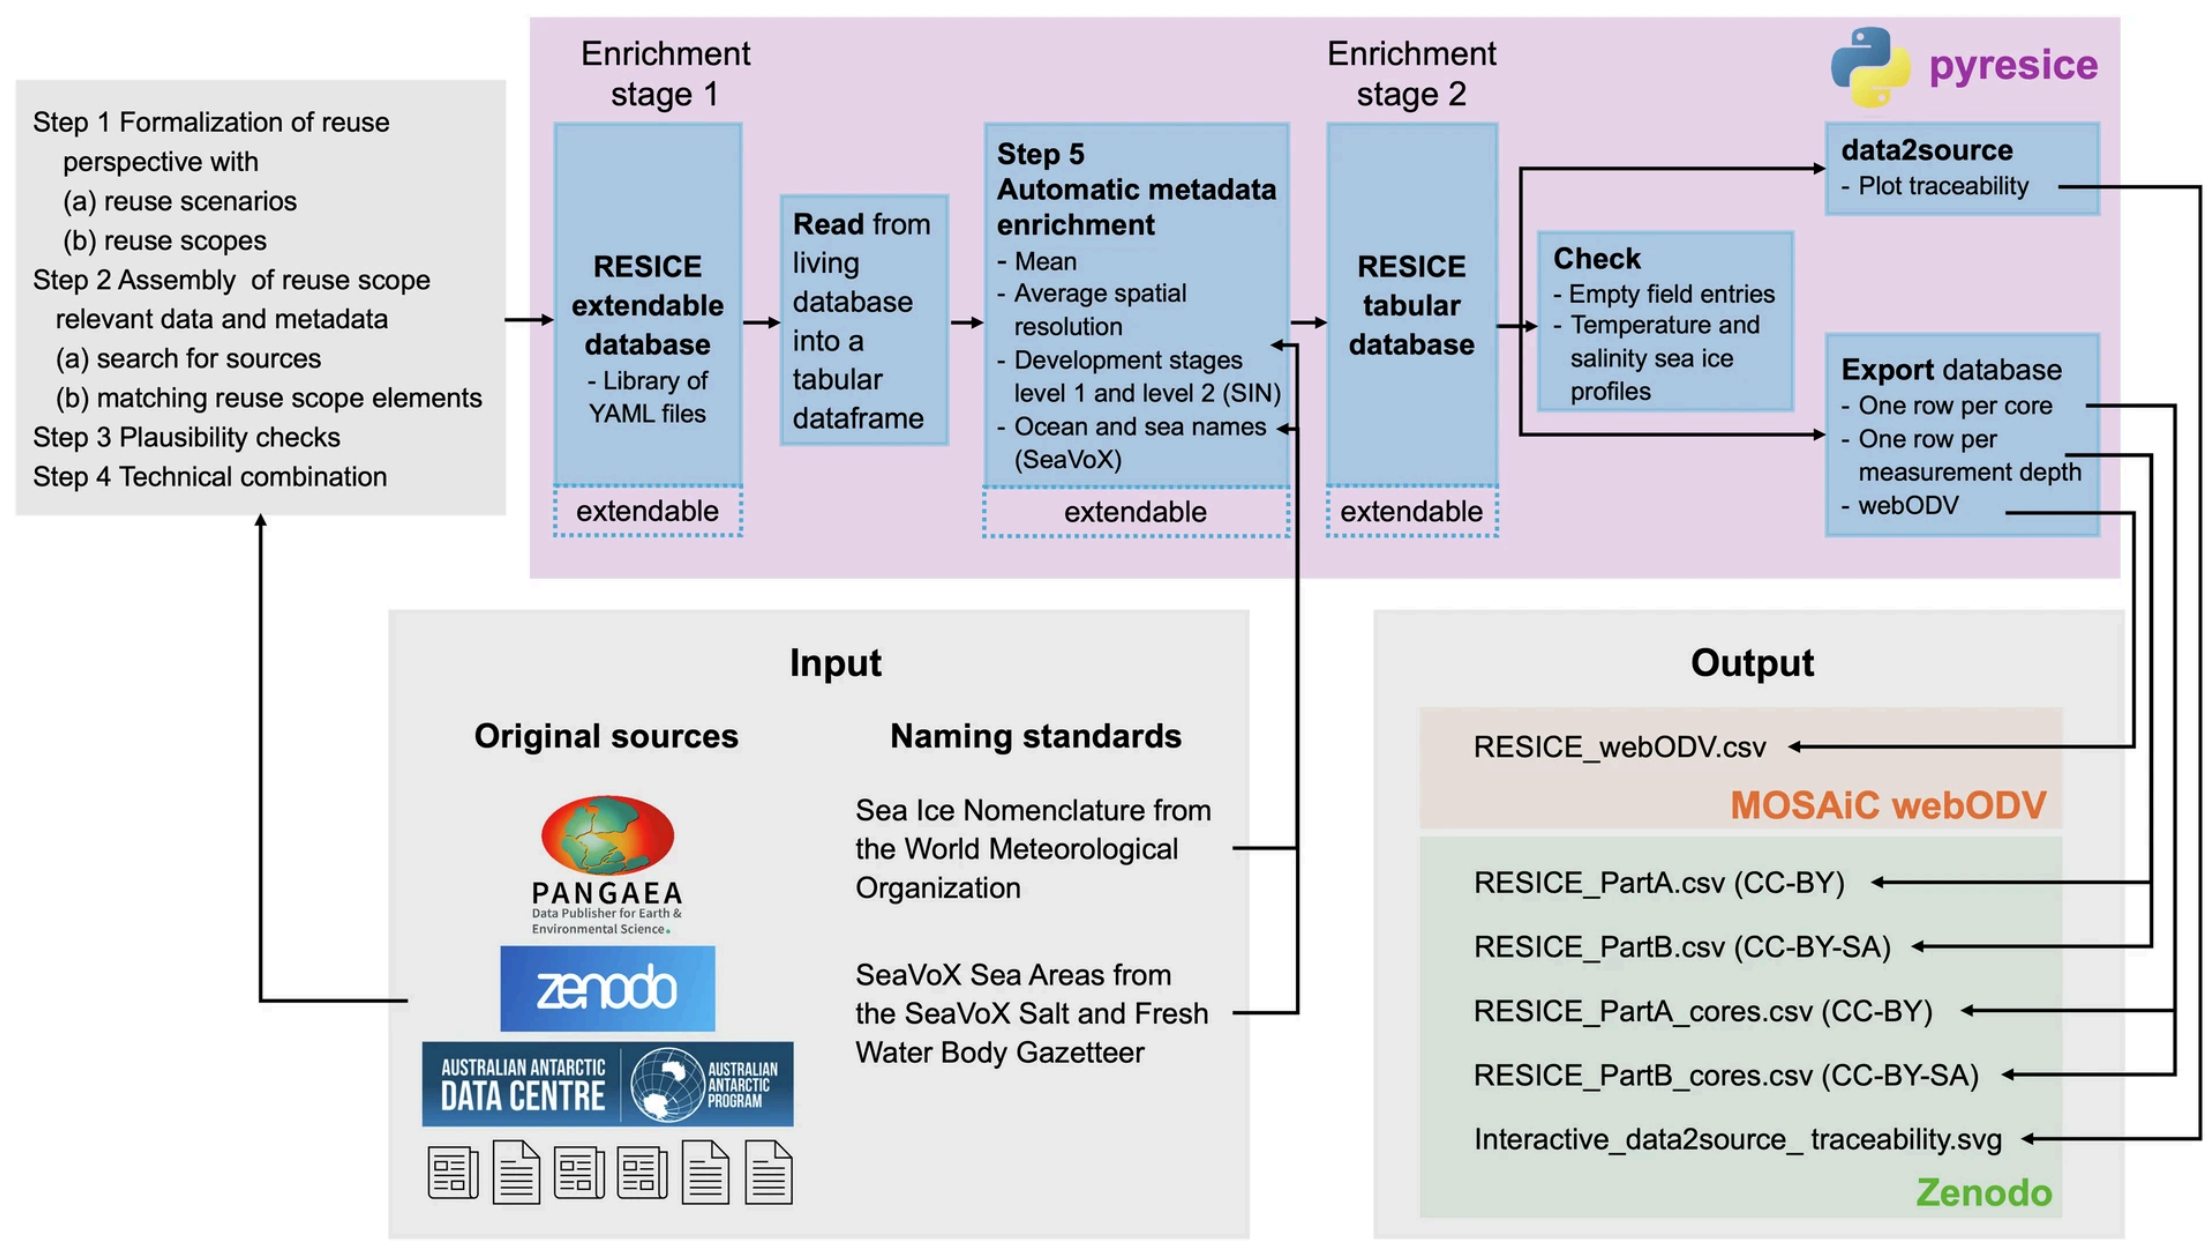 Step 1 Formalization of reuse
perspective with
(a) reuse scenarios
(b) reuse scopes
Step 2 Assembly of reuse scope
relevant data and metadata
(a) search for sources
(b) matching reuse scope elements
Step 3 Plausibility checks
Step 4 Technical combination
Enrichment
stage 1
RESICE
extendable
database
- Library of
YAML files
extendable
Read from
living
database
into a
tabular
dataframe
Step 5
Automatic metadata
enrichment
- Mean
- Average spatial
resolution
- Development stages
level 1 and level 2 (SIN)
- Ocean and sea names
(SeaVoX)
extendable
Enrichment
stage 2
RESICE
tabular
database
extendable
Check
- Empty field entries
- Temperature and
salinity sea ice
profiles
pyresice
data2source
- Plot traceability
Export database
- One row per core
- One row per
measurement depth
- webODV
Input
Original sources
PANGAEA
Data Publisher for Earth &
Environmental Science.
zenodo
AUSTRALIAN ANTARCTIC
DATA CENTRE
AUSTRALIAN
ANTARCTIC
PROGRAM
Naming standards
Sea Ice Nomenclature from
the World Meteorological
Organization
SeaVoX Sea Areas from
the SeaVoX Salt and Fresh
Water Body Gazetteer
Output
RESICE_webODV.csv
MOSAiC webODV
RESICE_PartA.csv (CC-BY)
RESICE_PartB.csv (CC-BY-SA)
RESICE_PartA_cores.csv (CC-BY)
RESICE_PartB_cores.csv (CC-BY-SA)
Interactive_data2source_ traceability.svg
Zenodo